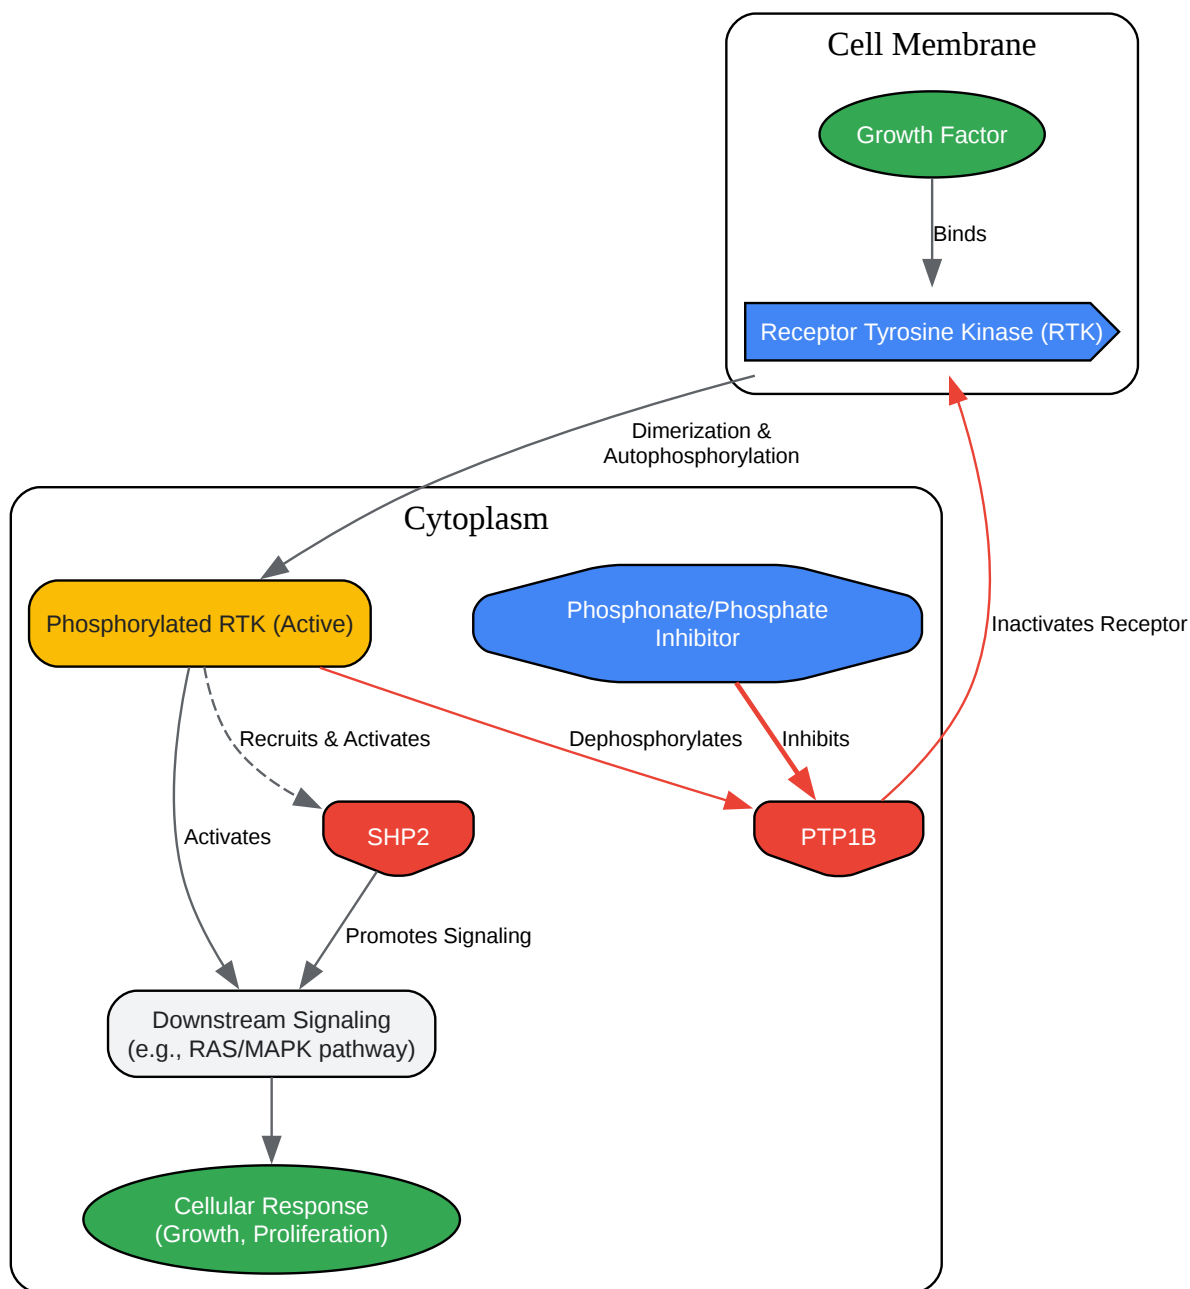 Cell Membrane
Growth Factor
Binds
Receptor Tyrosine Kinase (RTK)
Dimerization &
Autophosphorylation
Cytoplasm
Phosphorylated RTK (Active)
Phosphonate/Phosphate
Inhibitor
Inactivates Receptor
Recruits & Activates
Dephosphorylates
Inhibits
Activates
SHP2
PTP1B
Promotes Signaling
Downstream Signaling
(e.g., RAS/MAPK pathway)
Cellular Response
(Growth, Proliferation)